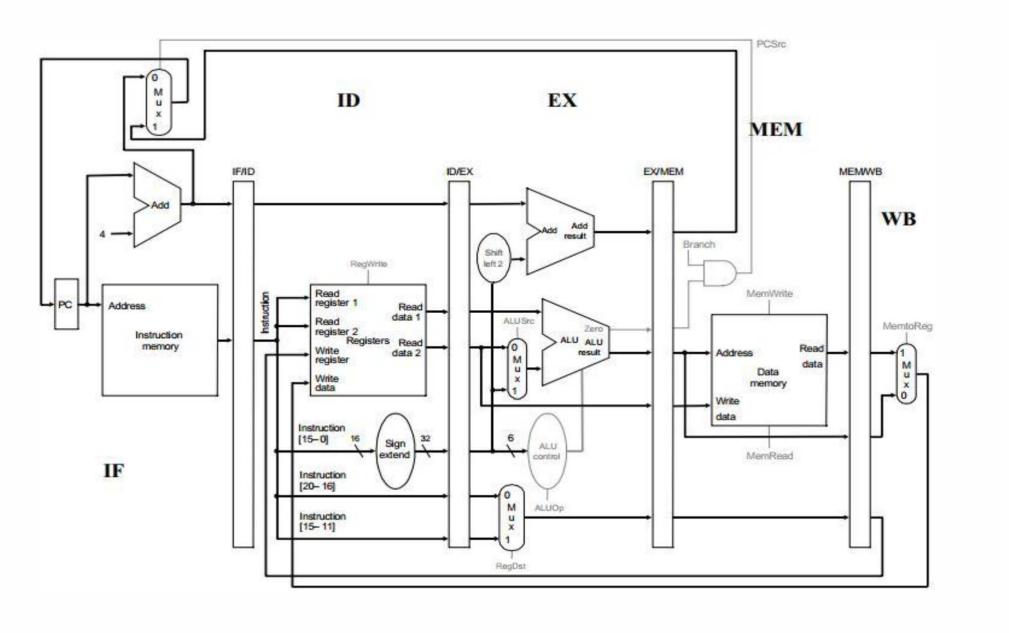 PCSrc
0
M
u
x
1
ID
EX
MEM
IF/ID
ID/EX
EX/MEM
MEM/WB
WB
Add
4
Add
Add
result
Shift
left 2
Branch
RegWrite
MemWrite
PC
Address
Instruction
memory
Instruction
Read
register 1
Read
register 2
Registers
Write
register
Write
data
Read
data 1
Read
data 2
ALUSrc
0
M
u
x
1
Zero
ALU
ALU
result
Address
Read
data
Data
memory
Write
data
MemRead
MemtoReg
1
M
u
x
0
Instruction
[15– 0]
16
Sign
extend
32
6
ALU
control
ALUOp
IF
Instruction
[20– 16]
Instruction
[15– 11]
0
M
u
x
1
RegDst